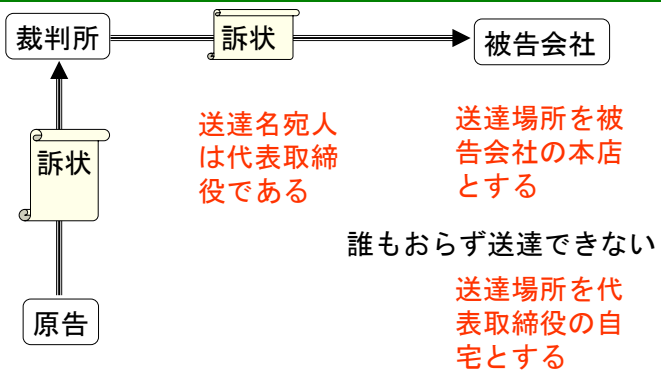 裁判所
訴状
被告会社
送達名宛人
は代表取締
役である
送達場所を被
告会社の本店
とする
訴状
誰もおらず送達できない
送達場所を代
表取締役の自
宅とする
原告